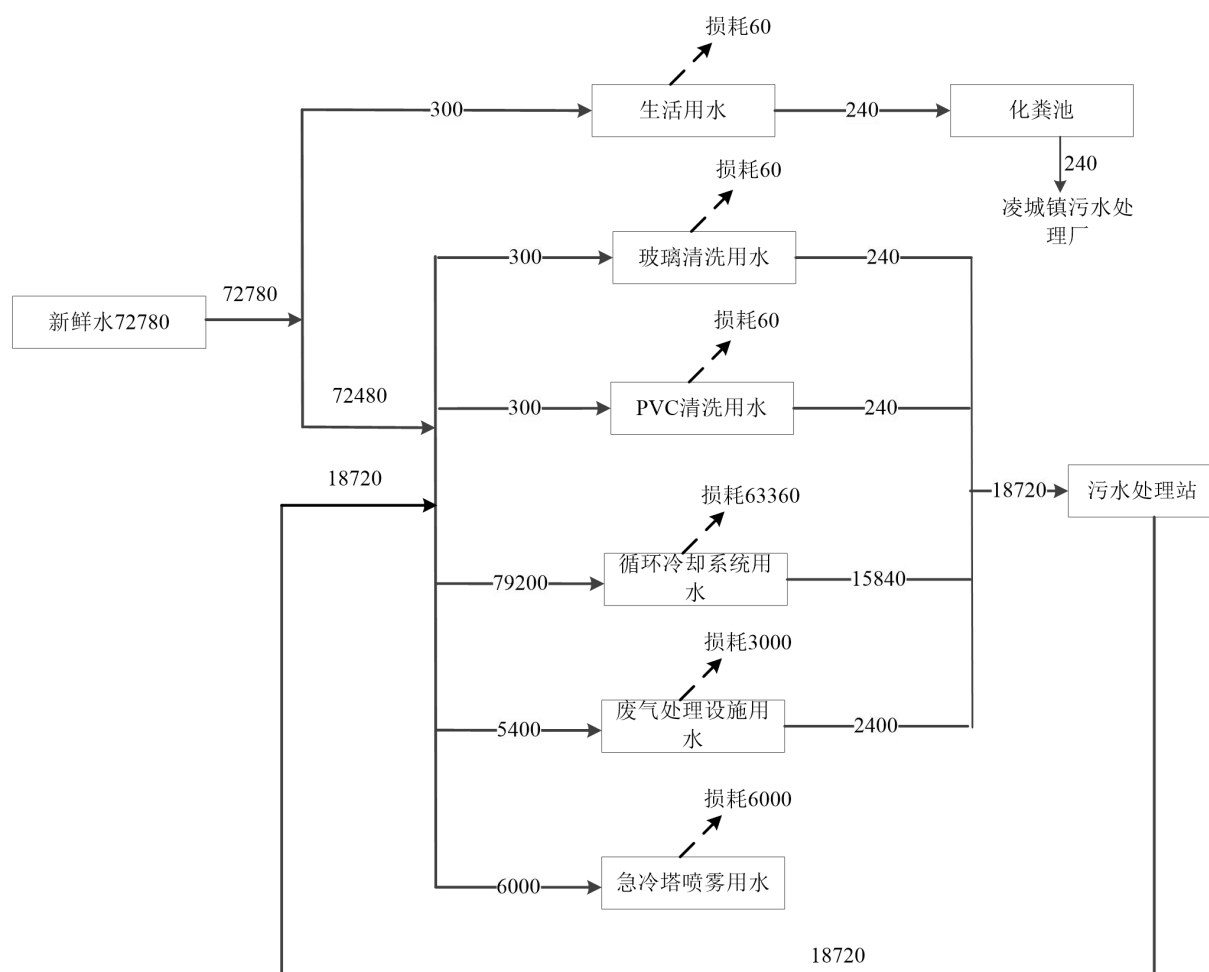 损耗60
300
生活用水
240
化粪池
240
凌城镇污水处
理厂
损耗60
300
玻璃清洗用水
240
72780
新鲜水72780
损耗60
72480
300
PVC清洗用水
240
18720
损耗63360
18720
污水处理站
79200
循环冷却系统用
水
15840
损耗3000
5400
废气处理设施用
水
2400
损耗6000
6000
急冷塔喷雾用水
18720